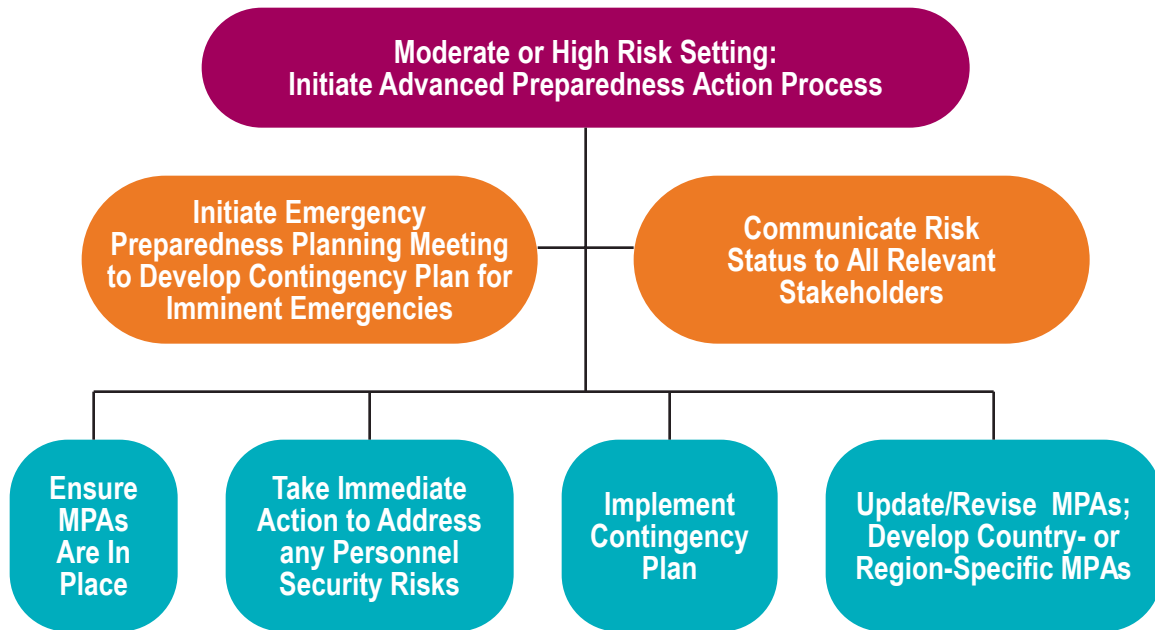 Moderate or High Risk Setting:
Initiate Advanced Preparedness Action Process
Initiate Emergency
Preparedness Planning Meeting
to Develop Contingency Plan for
Imminent Emergencies
Communicate Risk
Status to All Relevant
Stakeholders
Ensure
MPAs
Are In
Place
Take Immediate
Action to Address
any Personnel
Security Risks
Implement
Contingency
Plan
Update/Revise MPAs;
Develop Country- or
Region-Specific MPAs